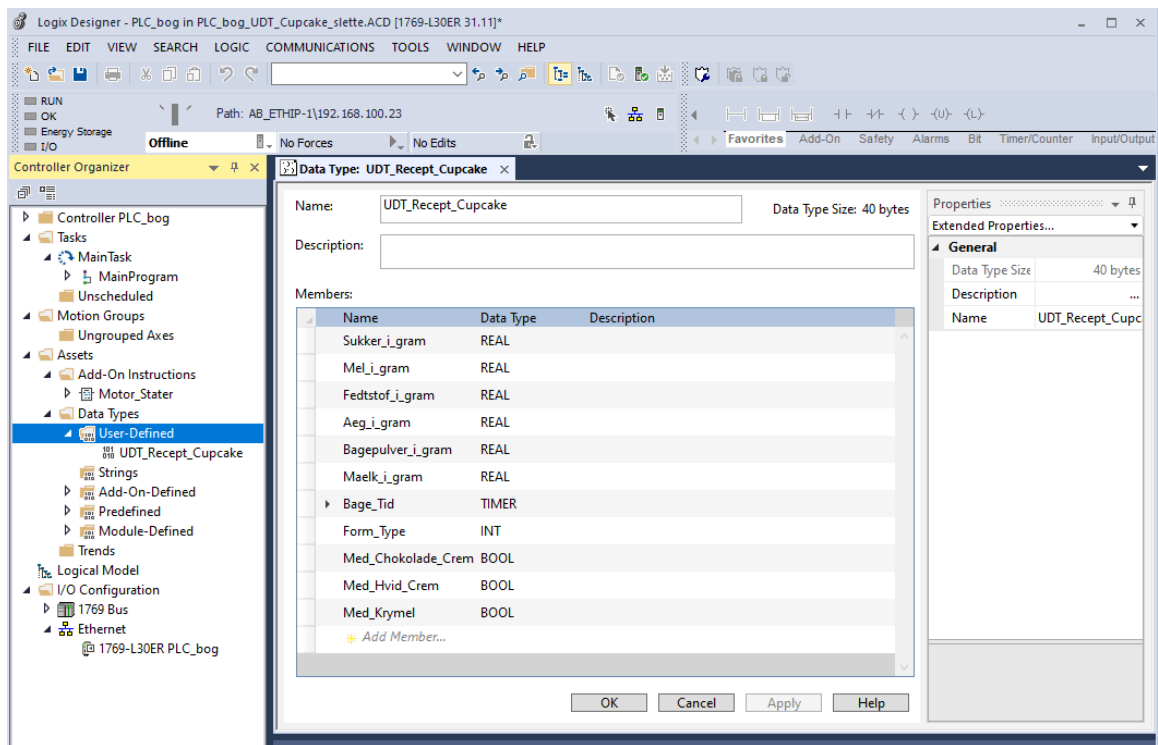 Logix Designer - PLC_bog in PLC_bog_UDT_Cupcake_slette.ACD [1769-L30ER 31.11]*
FILE EDIT VIEW SEARCH LOGIC COMMUNICATIONS TOOLS WINDOW HELP
RUN
OK
Energy Storage
I/O
Path: AB_ETHIP-1\192.168.100.23
Offline
No Forces
No Edits
Favorites Add-On Safety Alarms Bit Timer/Counter Input/Output
Controller Organizer
Controller PLC_bog
Tasks
MainTask
MainProgram
Unscheduled
Motion Groups
Ungrouped Axes
Assets
Add-On Instructions
Motor_Stater
Data Types
User-Defined
UDT_Recept_Cupcake
Strings
Add-On-Defined
Predefined
Module-Defined
Trends
Logical Model
I/O Configuration
1769 Bus
Ethernet
1769-L30ER PLC_bog
Data Type: UDT_Recept_Cupcake
Name: UDT_Recept_Cupcake Data Type Size: 40 bytes
Description:
Members:
Name Data Type Description
Sukker_i_gram REAL
Mel_i_gram REAL
Fedtstof_i_gram REAL
Aeg_i_gram REAL
Bagepulver_i_gram REAL
Maelk_i_gram REAL
Bage_Tid TIMER
Form_Type INT
Med_Chokolade_Crem BOOL
Med_Hvid_Crem BOOL
Med_Krymel BOOL
Add Member...
OK Cancel Apply Help
Properties
Extended Properties...
General
Data Type Size 40 bytes
Description ...
Name UDT_Recept_Cupc